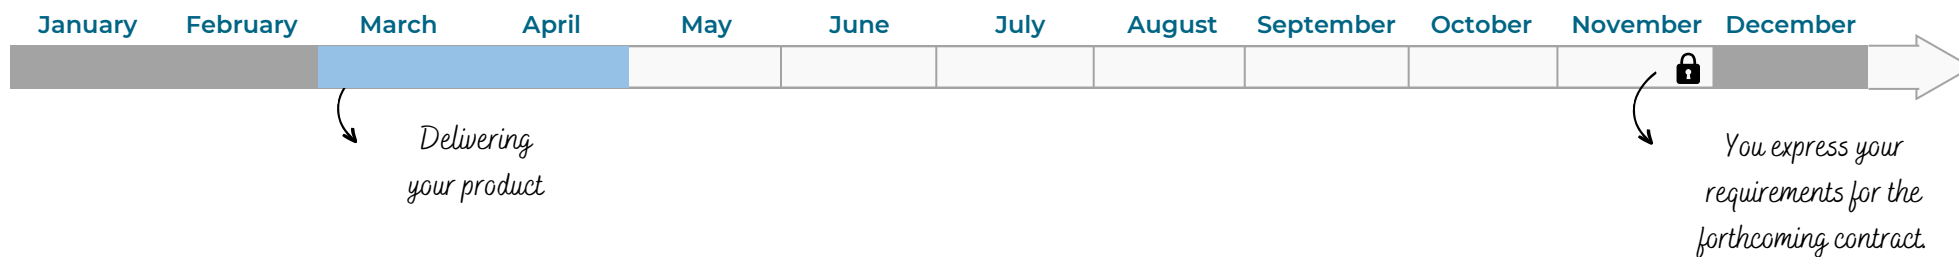 January February March April May June July August September October November December
Delivering
your product
You express your
requirements for the
forthcoming contract.